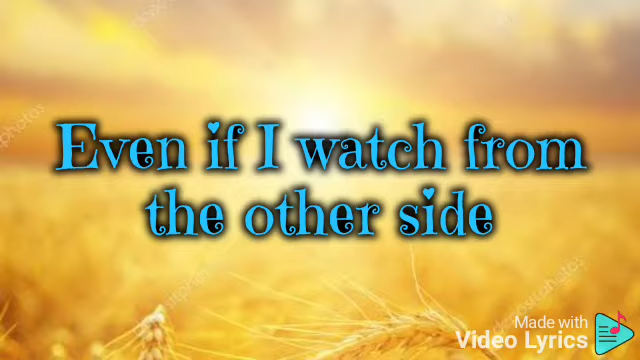 Even if I watch from
the other side
Made with
Video Lyrics